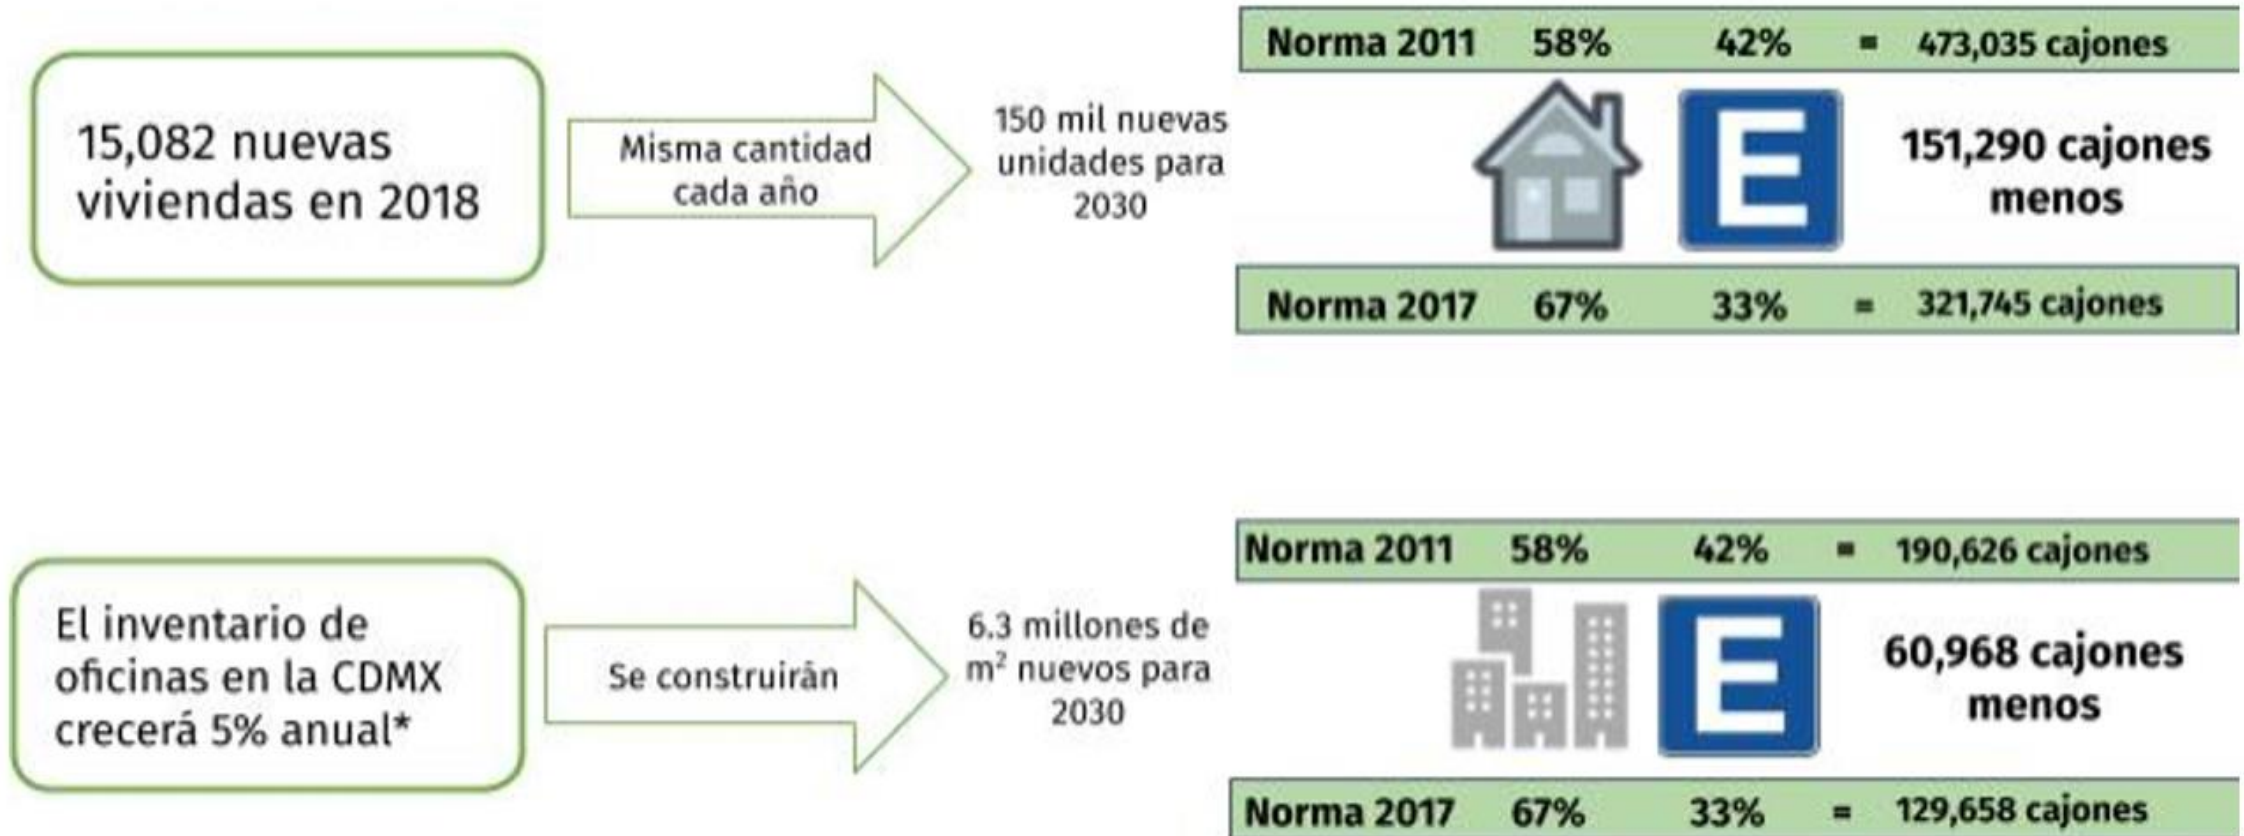 15,082 nuevas
viviendas en 2018
Misma cantidad
cada año
150 mil nuevas
unidades para
2030
Norma 2011 58% 42% = 473,035 cajones
E
151,290 cajones
menos
Norma 2017 67% 33% = 321,745 cajones
El inventario de
oficinas en la CDMX
crecerá 5% anual*
Se construirán
6.3 millones de
m² nuevos para
2030
Norma 2011 58% 42% = 190,626 cajones
E
60,968 cajones
menos
Norma 2017 67% 33% = 129,658 cajones